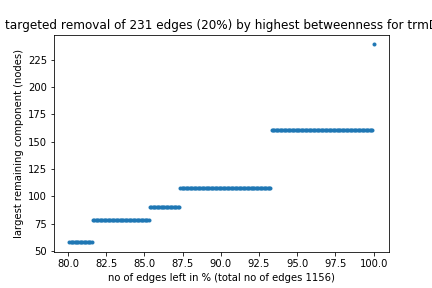 targeted removal of 231 edges (20%) by highest betweenness for
largest remaining component (nodes)
225
200
175
150
125
100
75
50
80.0 82.5 85.0 87.5 90.0 92.5 95.0 97.5 100.0
no of edges left in % (total no of edges 1156)